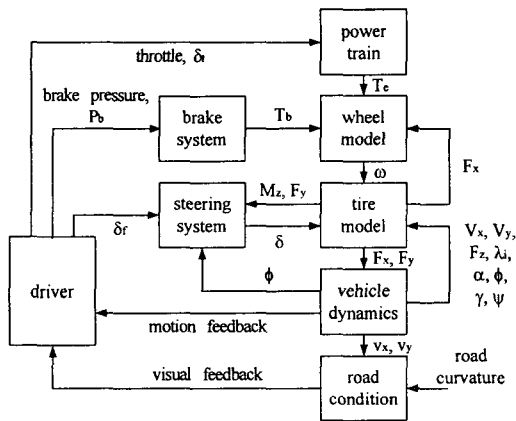 power
train
throttle, δt
Te
brake pressure,
Pb
brake
system
Tb
wheel
model
Fx
ω
Mz, Fy
steering
system
tire
model
δf
δ
Vx, Vy,
Fz, λi,
α, ϕ,
γ, ψ
Fx, Fy
ϕ
driver
vehicle
dynamics
motion feedback
vx, vy
road
curvature
visual feedback
road
condition